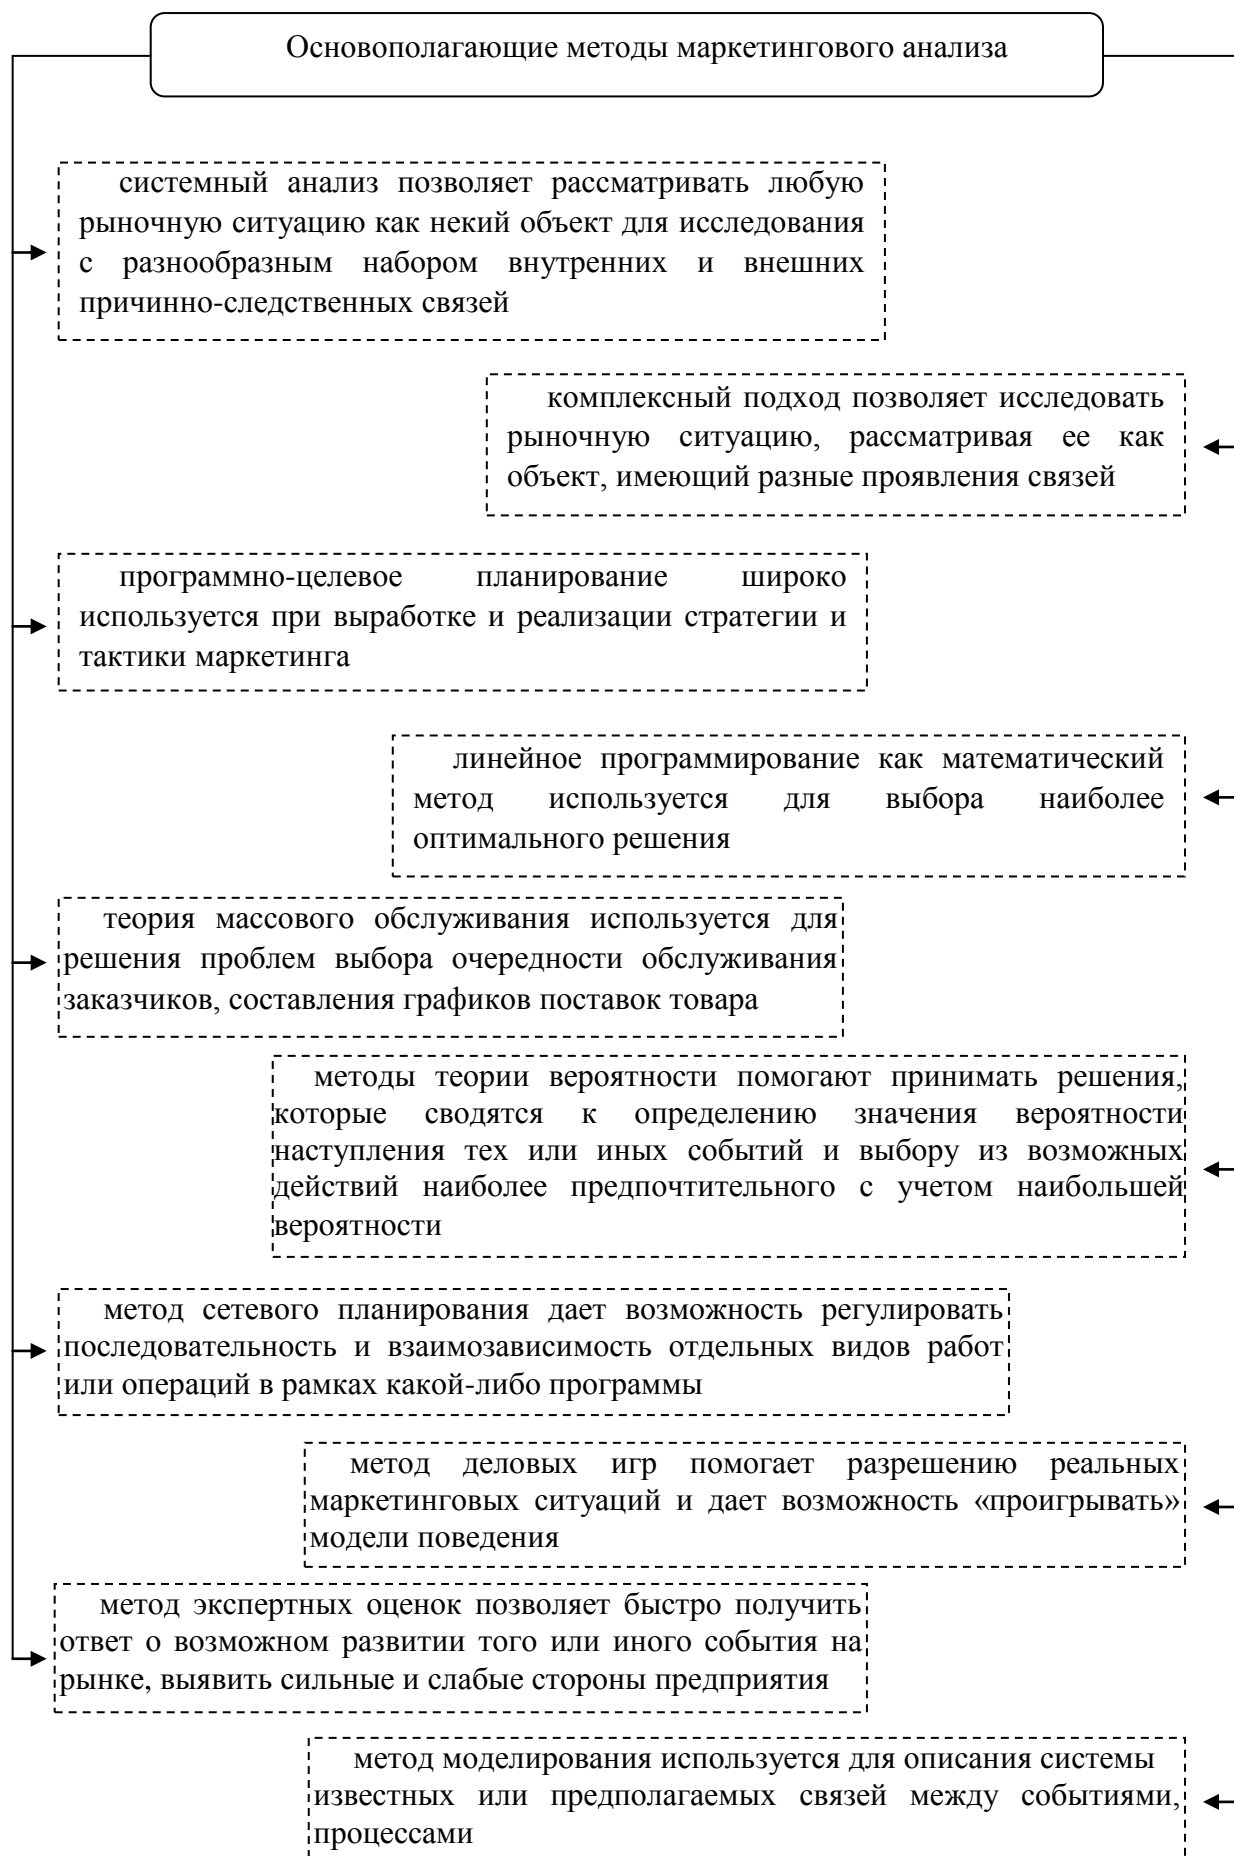 Основополагающие методы маркетингового анализа
системный анализ позволяет рассматривать любую
рыночную ситуацию как некий объект для исследования
с разнообразным набором внутренних и внешних
причинно-следственных связей
комплексный подход позволяет исследовать
рыночную ситуацию, рассматривая ее как
объект, имеющий разные проявления связей
программно-целевое планирование широко
используется при выработке и реализации стратегии и
тактики маркетинга
линейное программирование как математический
метод используется для выбора наиболее
оптимального решения
теория массового обслуживания используется для
решения проблем выбора очередности обслуживания
заказчиков, составления графиков поставок товара
методы теории вероятности помогают принимать решения,
которые сводятся к определению значения вероятности
наступления тех или иных событий и выбору из возможных
действий наиболее предпочтительного с учетом наибольшей
вероятности
метод сетевого планирования дает возможность регулировать
последовательность и взаимозависимость отдельных видов работ
или операций в рамках какой-либо программы
метод деловых игр помогает разрешению реальных
маркетинговых ситуаций и дает возможность «проигрывать»
модели поведения
метод экспертных оценок позволяет быстро получить
ответ о возможном развитии того или иного события на
рынке, выявить сильные и слабые стороны предприятия
метод моделирования используется для описания системы
известных или предполагаемых связей между событиями,
процессами